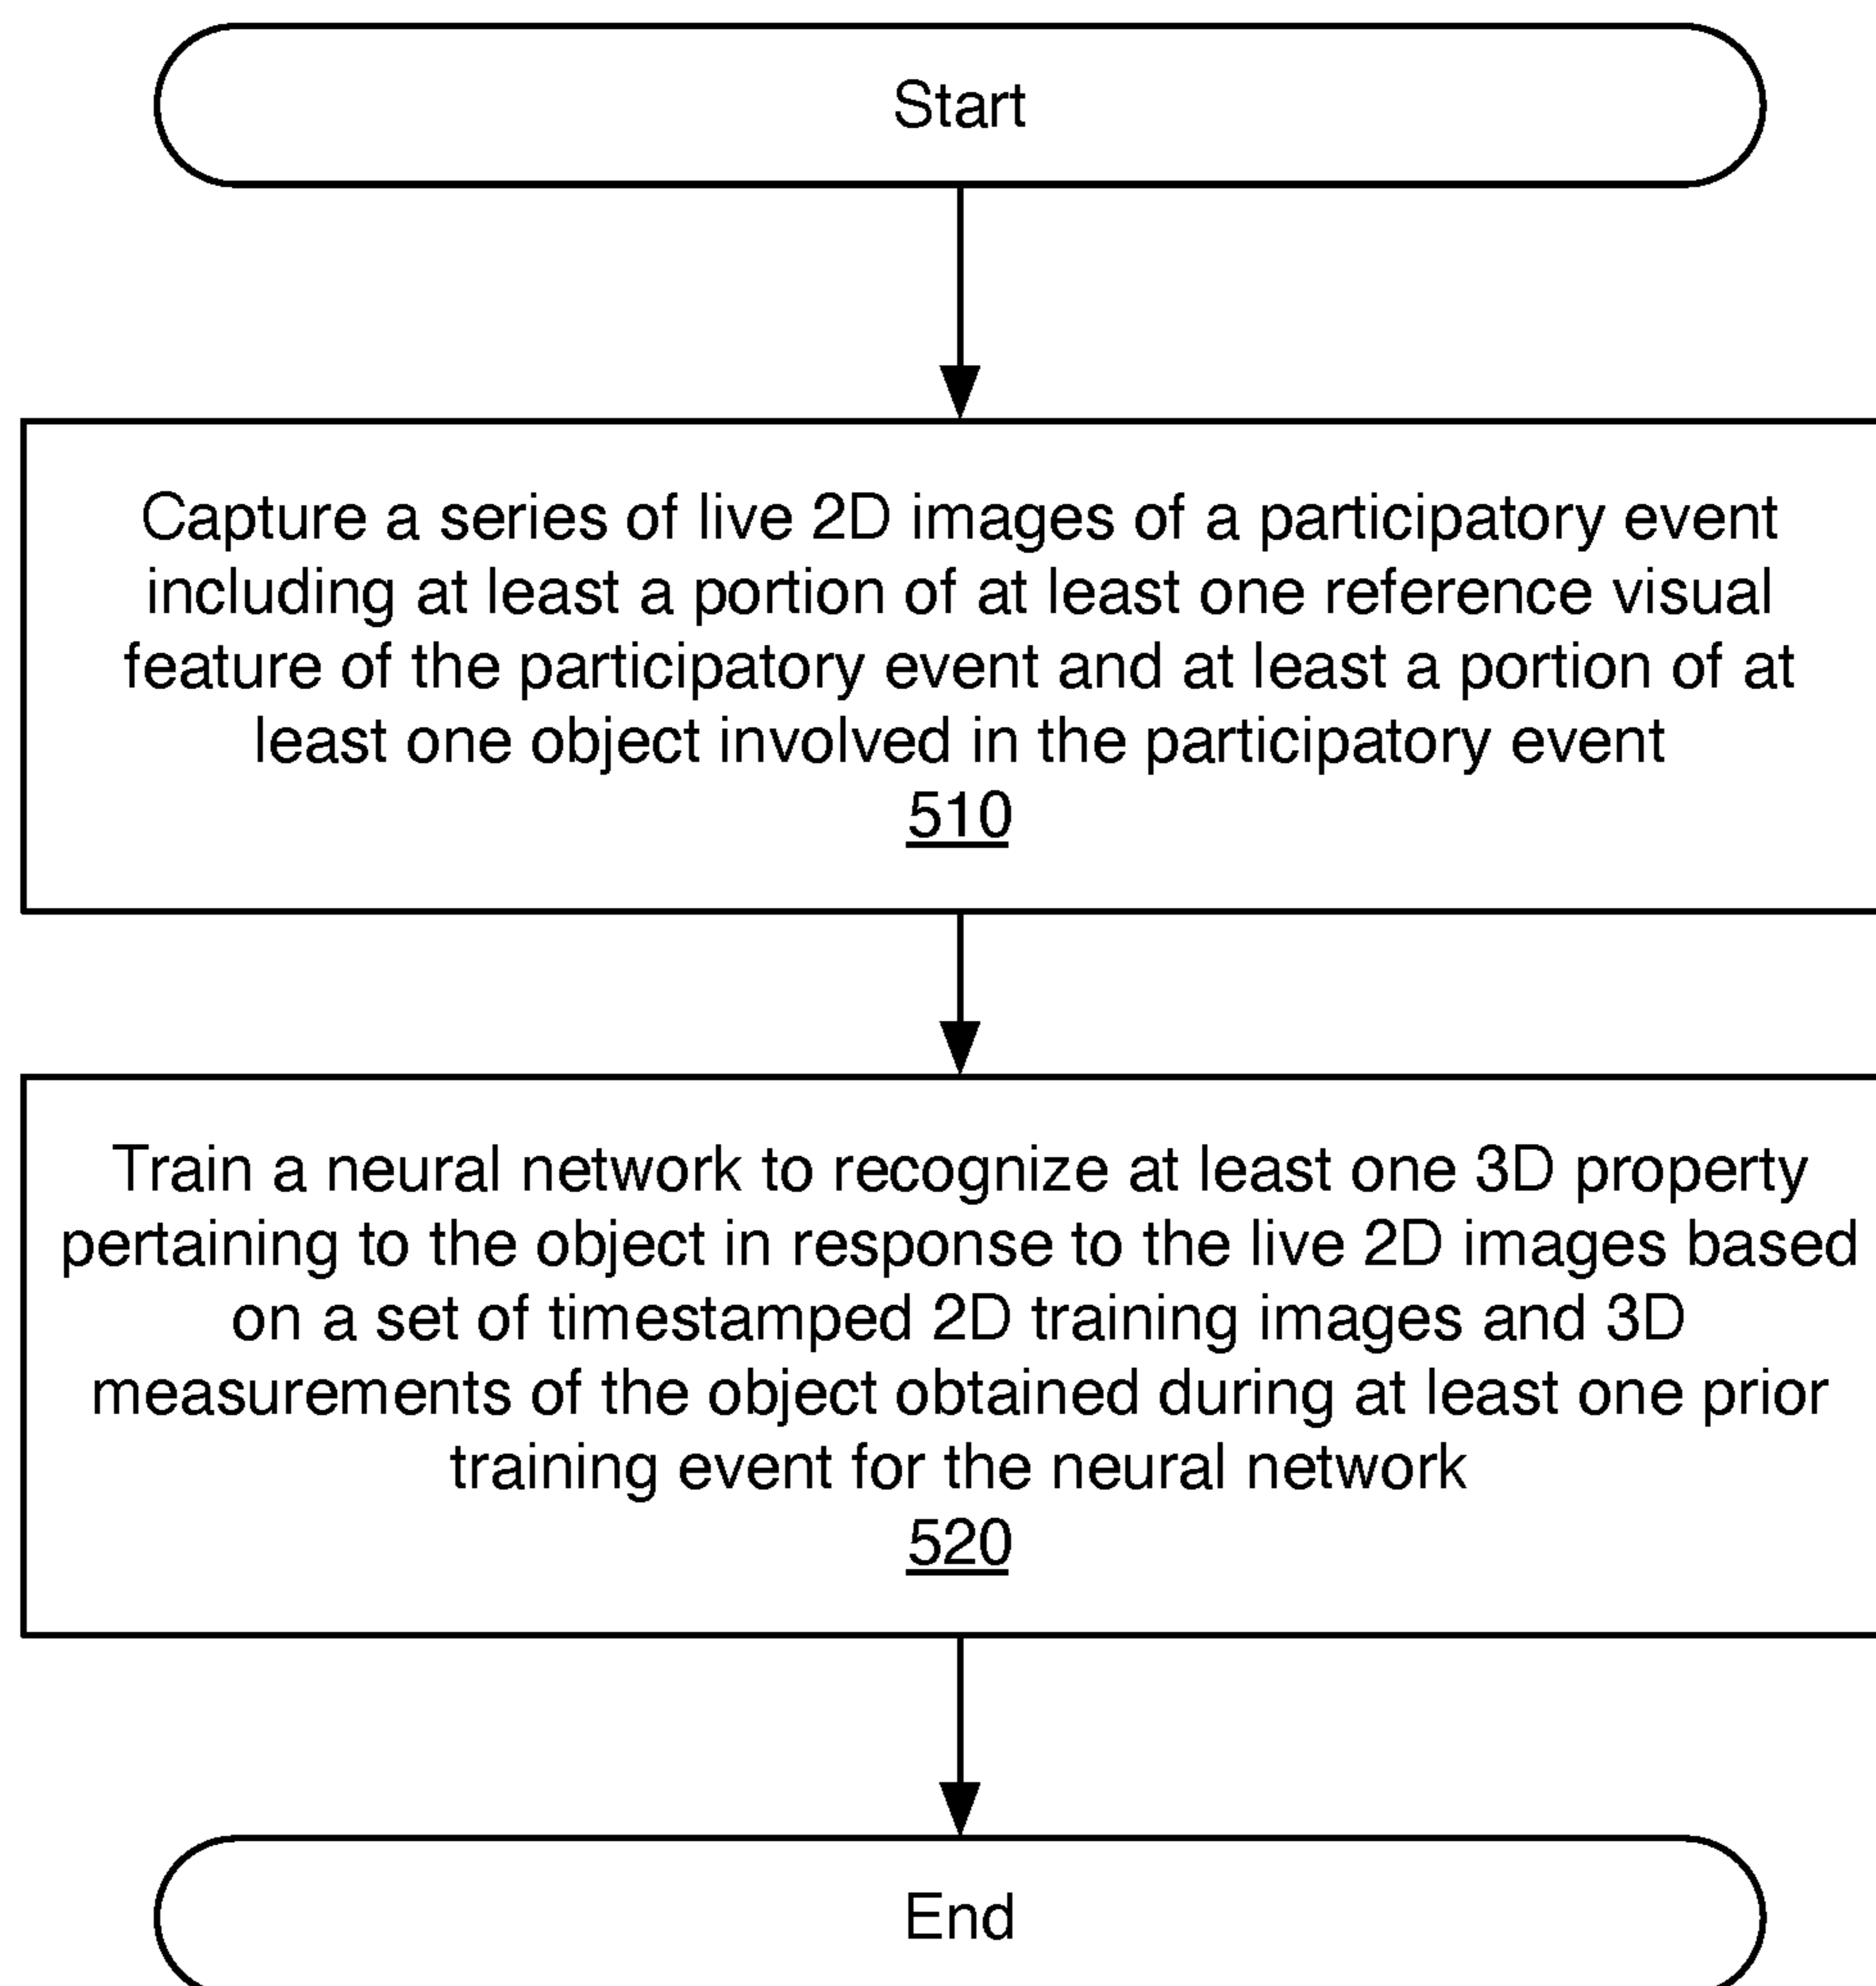 Start
Capture a series of live 2D images of a participatory event
including at least a portion of at least one reference visual
feature of the participatory event and at least a portion of at
least one object involved in the participatory event
510
Train a neural network to recognize at least one 3D property
pertaining to the object in response to the live 2D images based
on a set of timestamped 2D training images and 3D
measurements of the object obtained during at least one prior
training event for the neural network
520
End